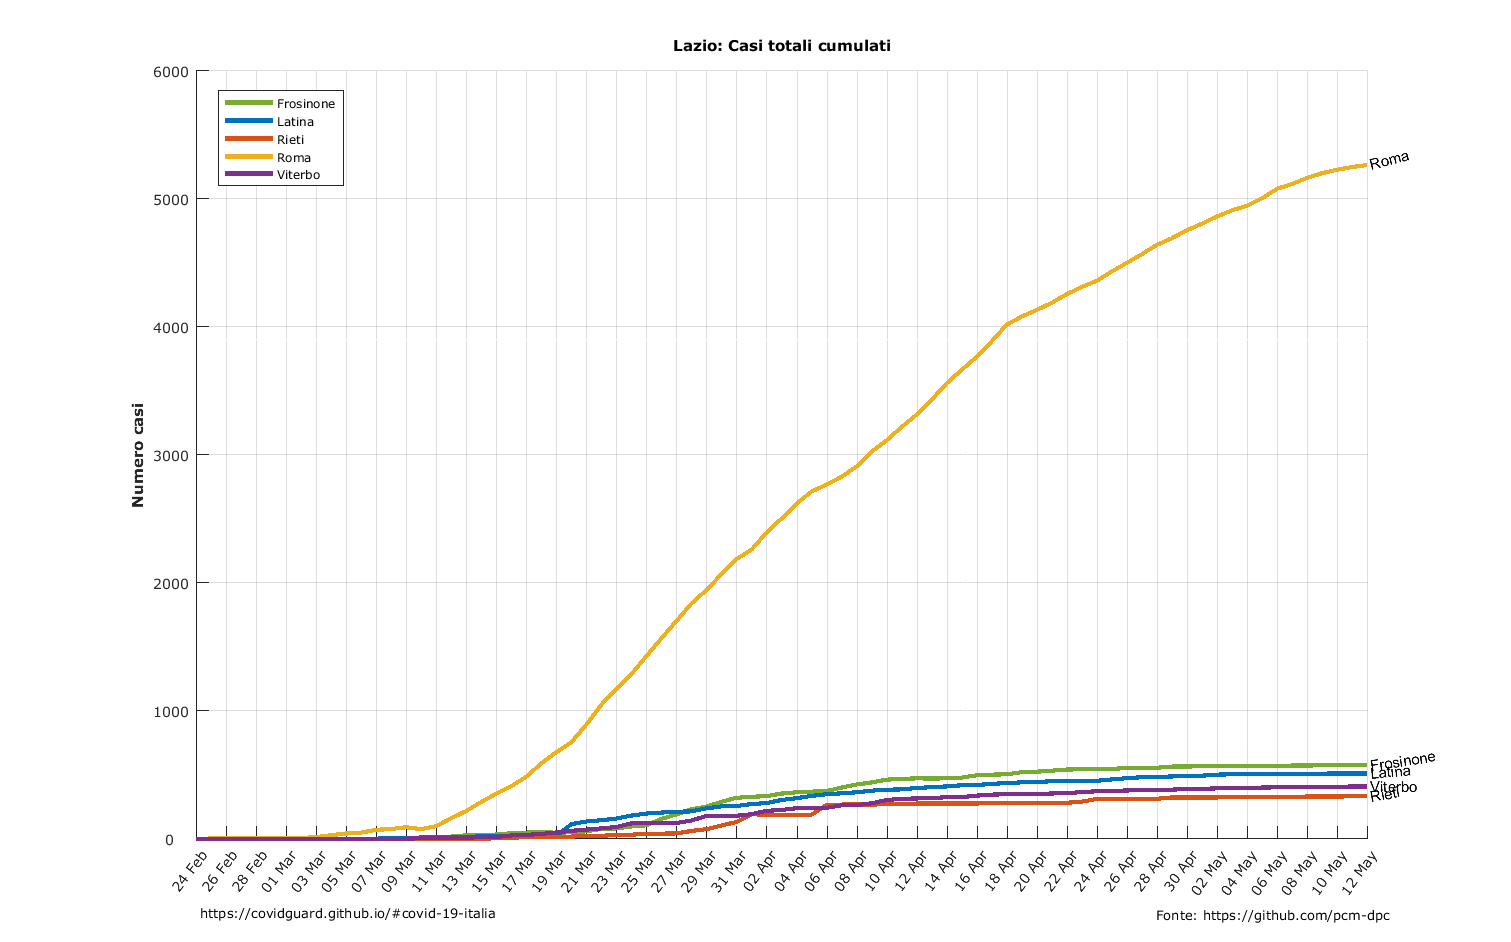 Lazio: Casi totali cumulati
6000
5000
4000
3000
2000
1000
0
Numero casi
Frosinone
Latina
Rieti
Roma
Viterbo
Roma
Frosinone
Latina
Viterbo
Rieti
24 Feb
26 Feb
28 Feb
01 Mar
03 Mar
05 Mar
07 Mar
09 Mar
11 Mar
13 Mar
15 Mar
17 Mar
19 Mar
21 Mar
23 Mar
25 Mar
27 Mar
29 Mar
31 Mar
02 Apr
04 Apr
06 Apr
08 Apr
10 Apr
12 Apr
14 Apr
16 Apr
18 Apr
20 Apr
22 Apr
24 Apr
26 Apr
28 Apr
30 Apr
02 May
04 May
06 May
08 May
10 May
12 May
https://covidguard.github.io/#covid-19-italia
Fonte: https://github.com/pcm-dpc